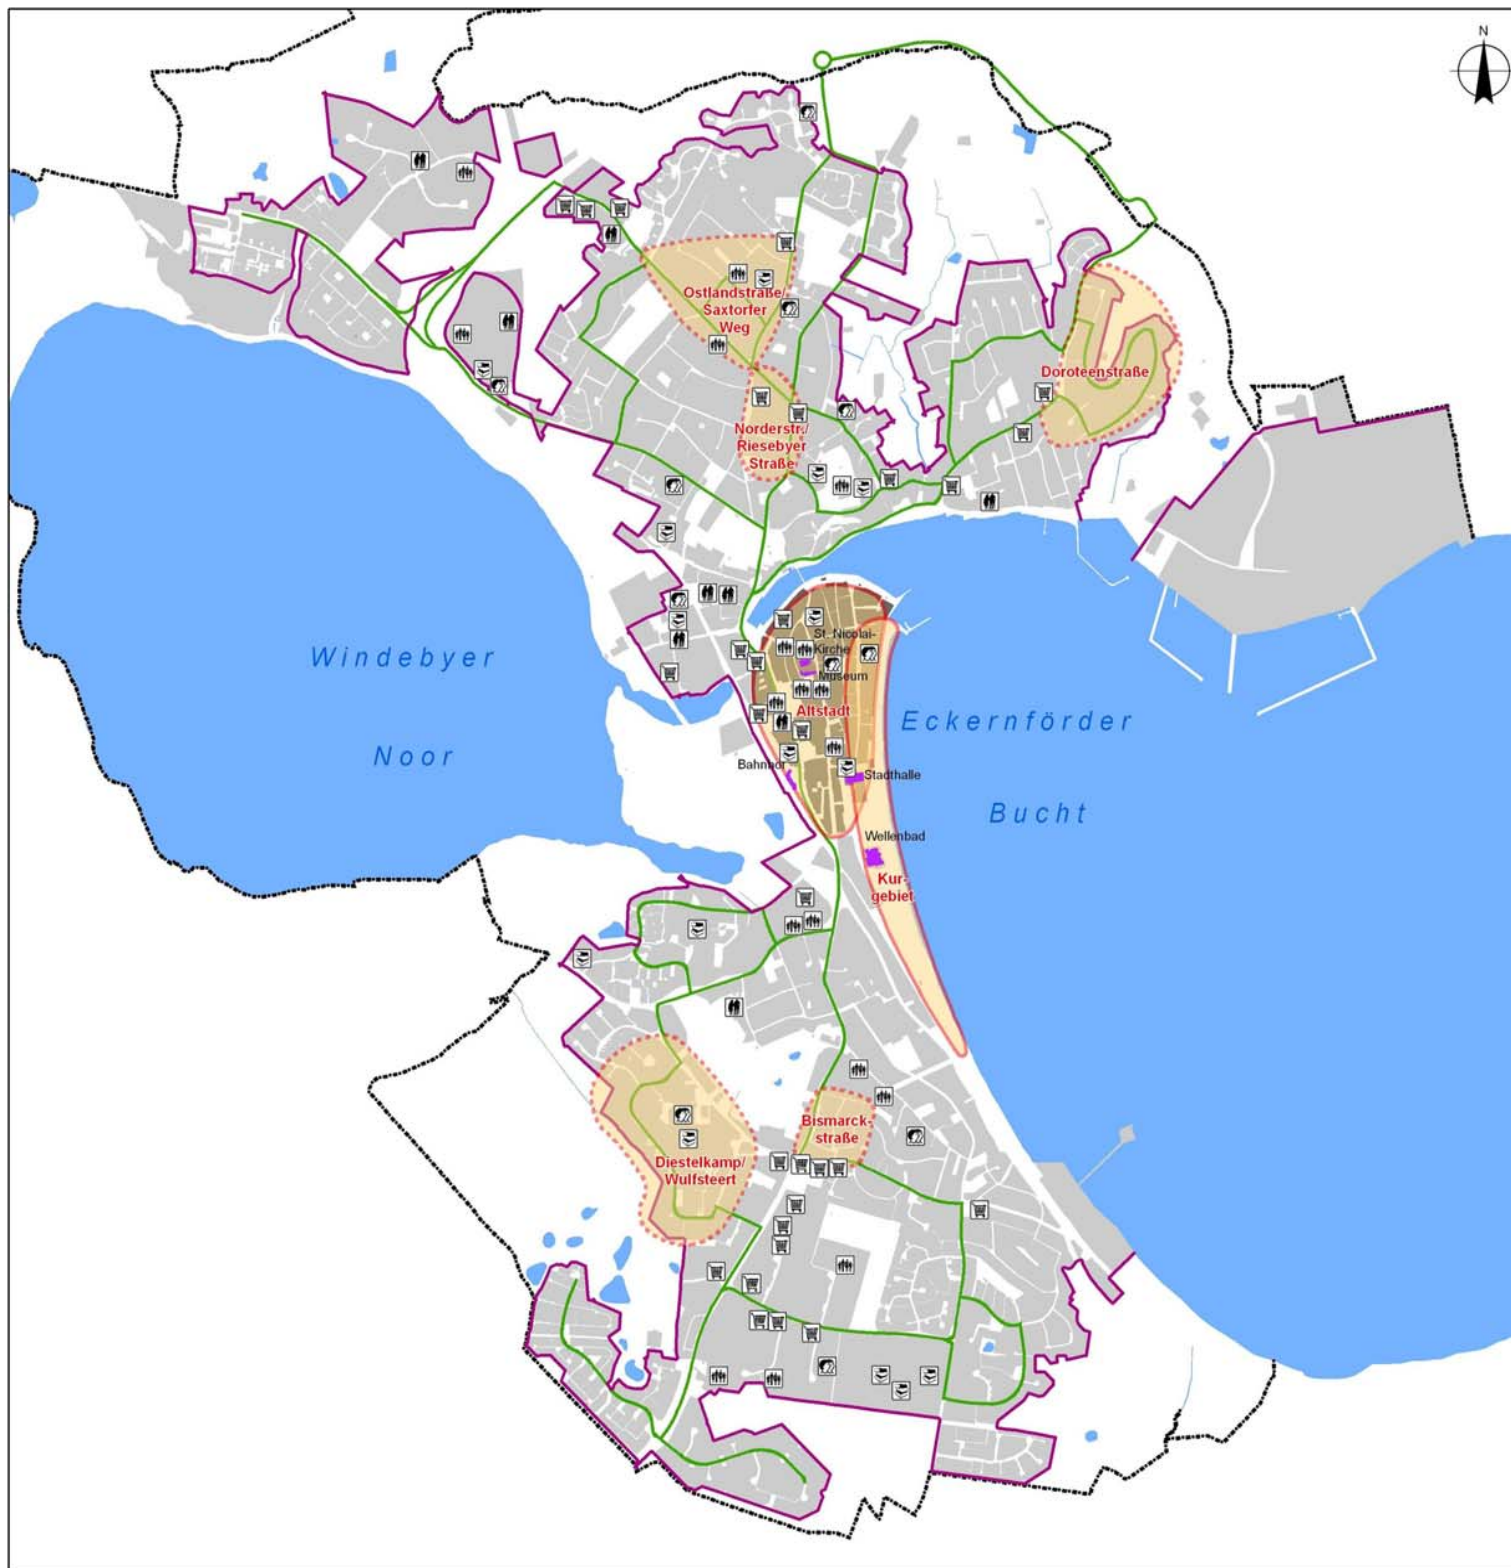 N
Ostlandstraße/
Saxtorfer
Weg
Doroteenstraße
Norderstr./
Riesebyer
Straße
St. Nicolai-
Kirche
Museum
Altstadt
Bahnhof
Stadthalle
Wellenbad
Kur-
gebiet
Windebyer
Noor
Eckernförder
Bucht
Bismarck-
straße
Diestelkamp/
Wulfsteert